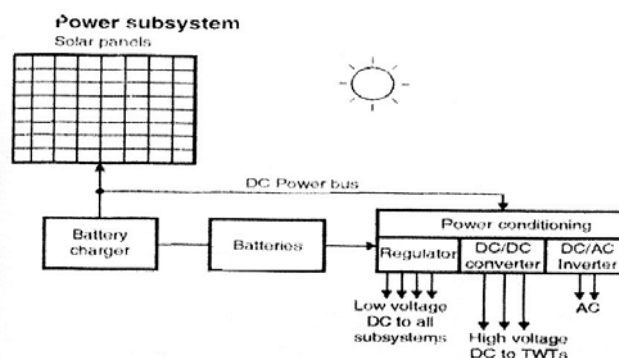 Power subsystem
Solar panels
DC Power bus
Battery
charger
Batteries
Power conditioning
Regulator
DC/DC
converter
DC/AC
Inverter
Low voltage
DC to all
subsystems
High voltage
DC to TWTs
AC